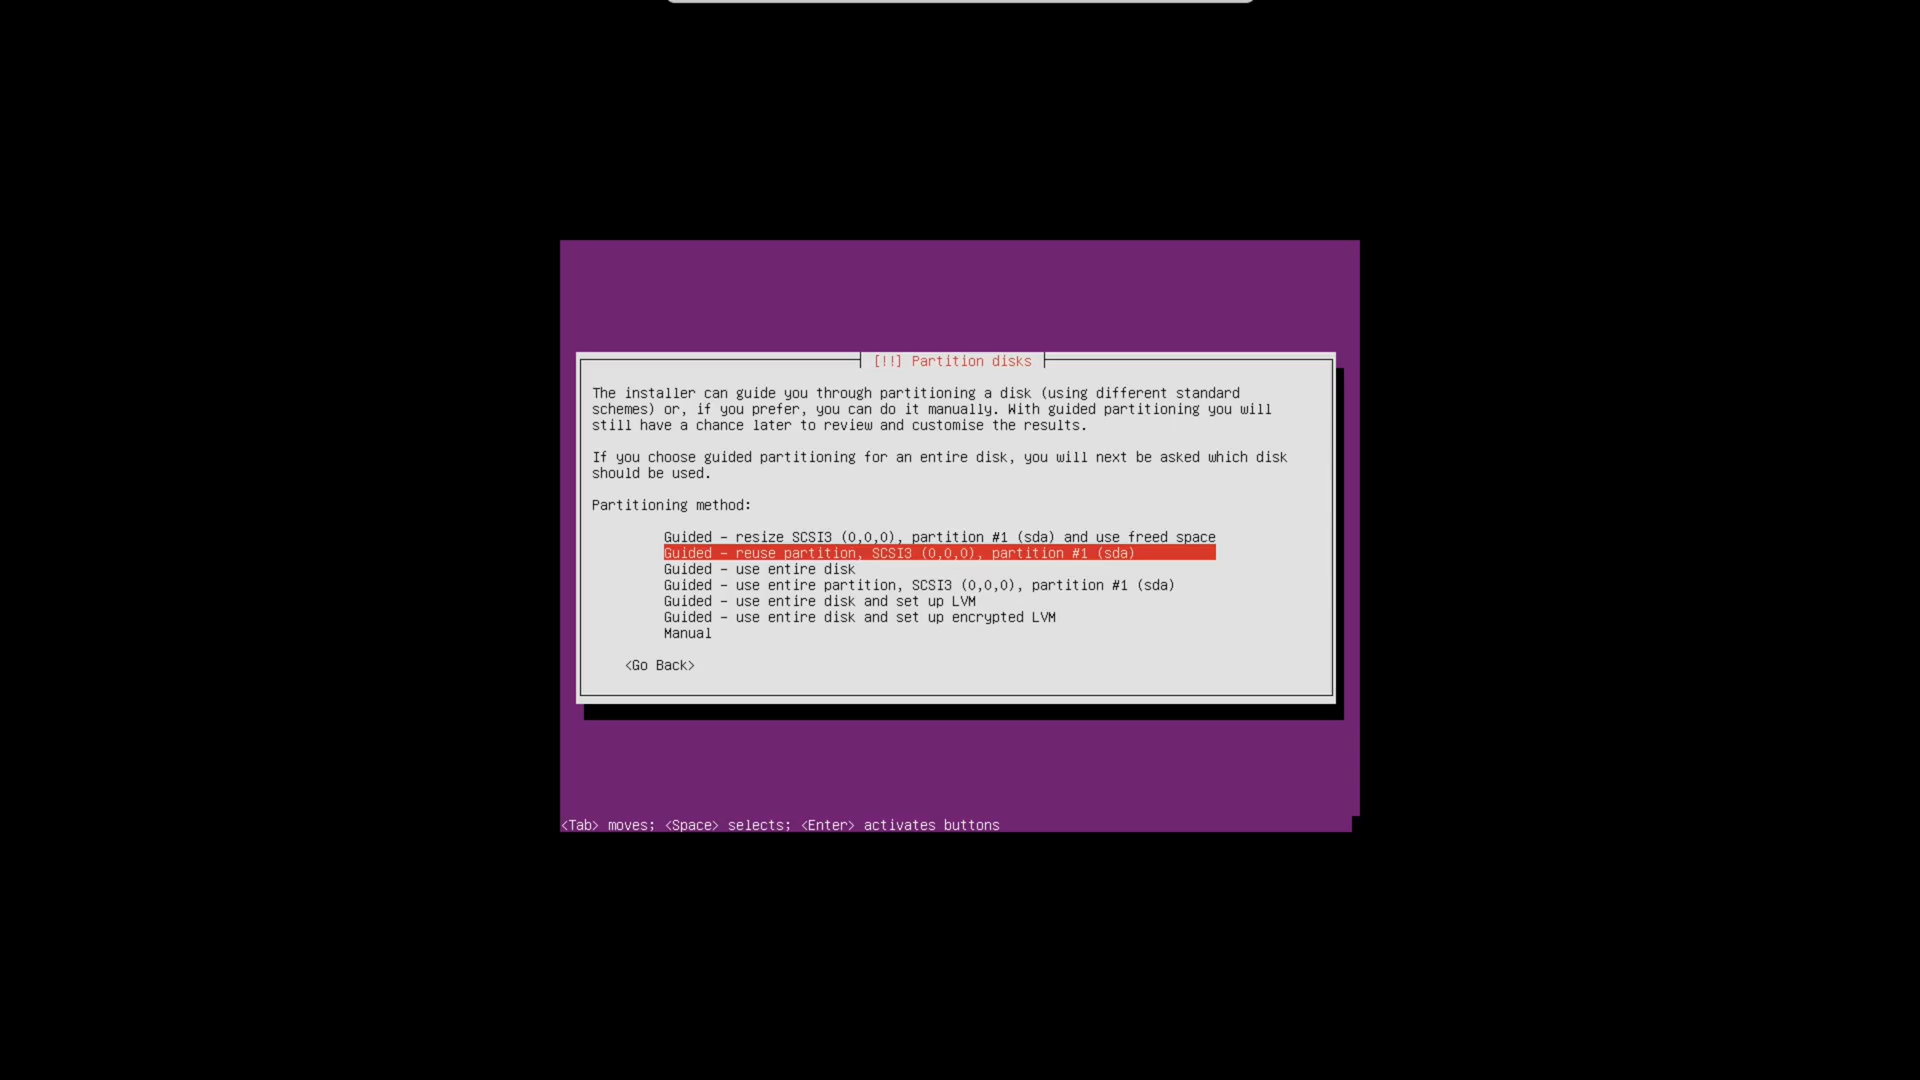 [!!] Partition disks
The installer can guide you through partitioning a disk (using different standard
schemes) or, if you prefer, you can do it manually. With guided partitioning you will
still have a chance later to review and customise the results.
If you choose guided partitioning for an entire disk, you will next be asked which disk
should be used.
Partitioning method:
Guided - resize SCSI3 (0,0,0), partition #1 (sda) and use freed space
Guided - reuse partition, SCSI3 (0,0,0), partition #1 (sda)
Guided - use entire disk
Guided - use entire partition, SCSI3 (0,0,0), partition #1 (sda)
Guided - use entire disk and set up LVM
Guided - use entire disk and set up encrypted LVM
Manual
<Go Back>
<Tab> moves; <Space> selects; <Enter> activates buttons